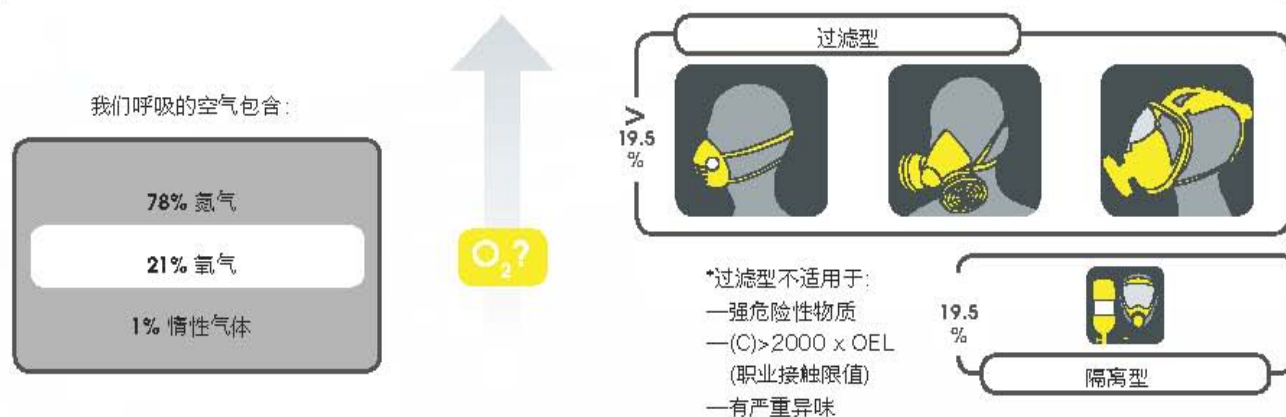 我们呼吸的空气包含:
78% 氮气
21% 氧气
1% 惰性气体
O₂?
过滤型
>
19.5
%
*过滤型不适用于:
—强危险性物质
—(C)>2000 x OEL
(职业接触限值)
—有严重异味
19.5
%
隔离型